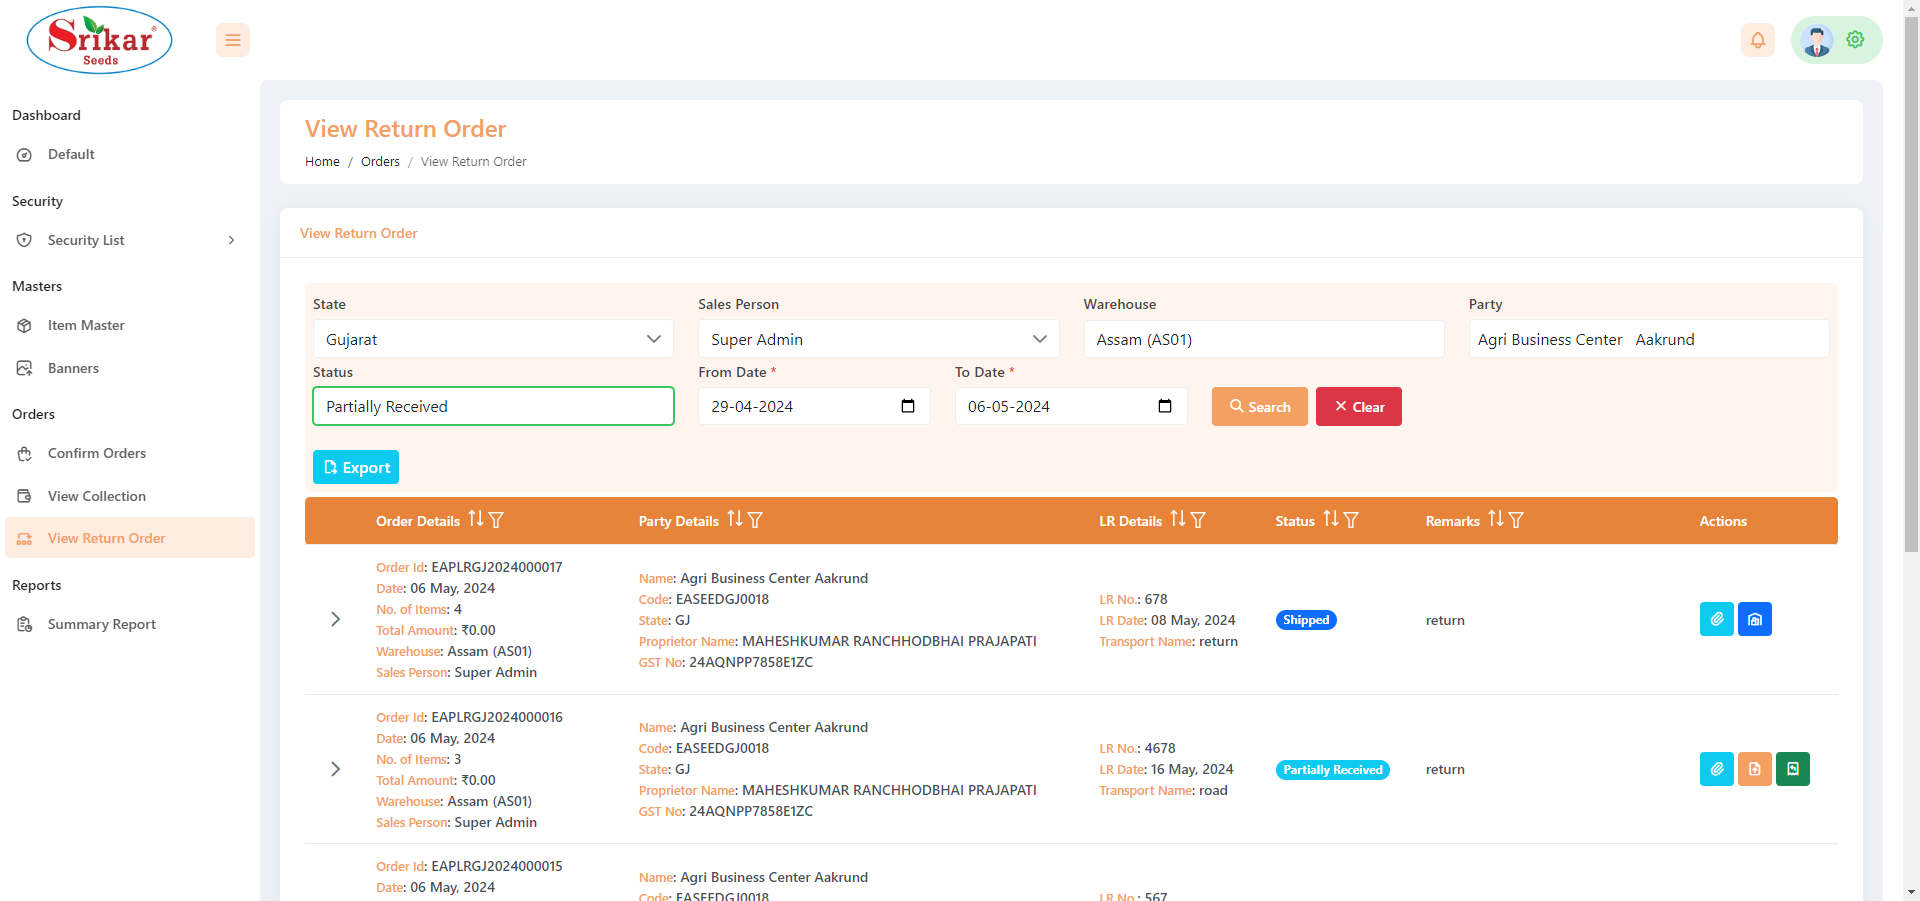 Srikar®
Seeds
Dashboard
Default
Security
Security List
Masters
Item Master
Banners
Orders
Confirm Orders
View Collection
View Return Order
Reports
Summary Report
View Return Order
Home / Orders / View Return Order
View Return Order
State Sales Person Warehouse Party
Gujarat Super Admin Assam (AS01) Agri Business Center Aakrund
Status From Date * To Date *
Partially Received 29-04-2024 06-05-2024 Search Clear
Export
Order Details Party Details LR Details Status Remarks Actions
Order Id: EAPLRGJ2024000017
Date: 06 May, 2024
No. of Items: 4
Total Amount: ₹0.00
Warehouse: Assam (AS01)
Sales Person: Super Admin
Name: Agri Business Center Aakrund
Code: EASEEDGJ0018
State: GJ
Proprietor Name: MAHESHKUMAR RANCHHODBHAI PRAJAPATI
GST No: 24AQNPP7858E1ZC
LR No.: 678
LR Date: 08 May, 2024
Transport Name: return
Shipped
return
Order Id: EAPLRGJ2024000016
Date: 06 May, 2024
No. of Items: 3
Total Amount: ₹0.00
Warehouse: Assam (AS01)
Sales Person: Super Admin
Name: Agri Business Center Aakrund
Code: EASEEDGJ0018
State: GJ
Proprietor Name: MAHESHKUMAR RANCHHODBHAI PRAJAPATI
GST No: 24AQNPP7858E1ZC
LR No.: 4678
LR Date: 16 May, 2024
Transport Name: road
Partially Received
return
Order Id: EAPLRGJ2024000015
Date: 06 May, 2024
Name: Agri Business Center Aakrund
Code: EASEEDGJ0018
LR No.: 567